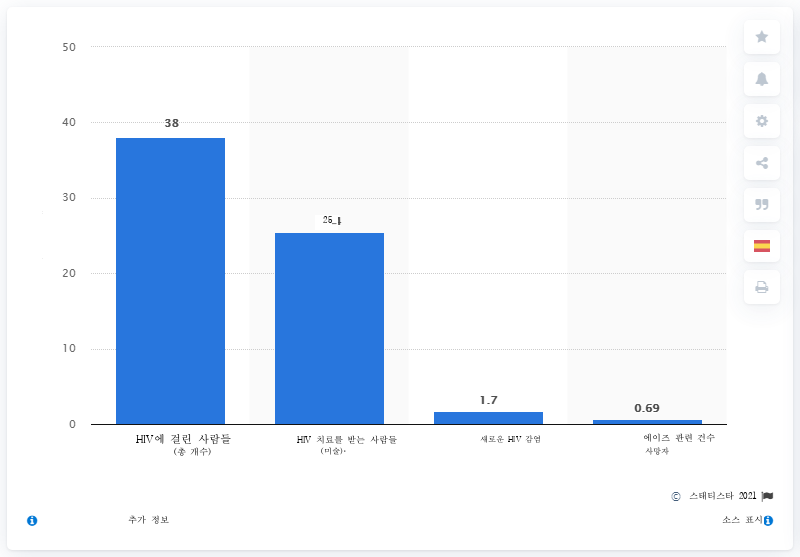 50
40
38
30
25.4
20
10
1.7
0.69
0
HIV에 걸린 사람들
(총 개수)
HIV 치료를 받는 사람들
(미술)*
새로운 HIV 감염
에이즈 관련 건수
사망자
© 스태티스타 2021
추가 정보
소스 표시